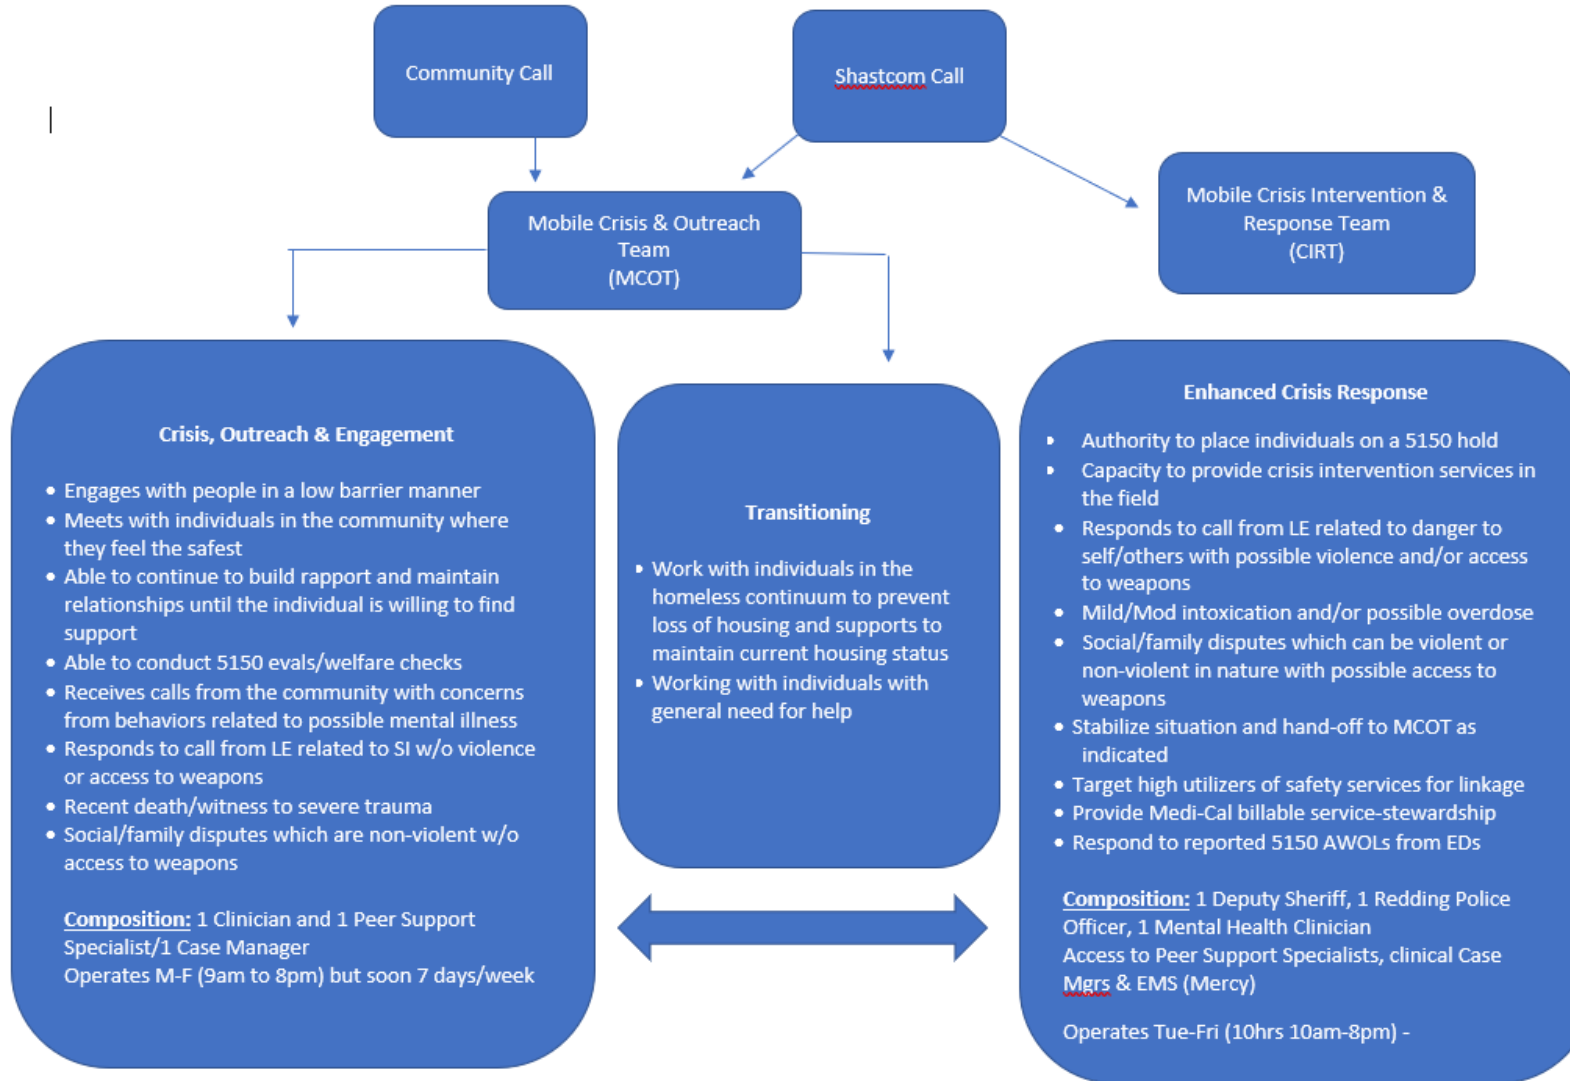 Community Call
Shastcom Call
Mobile Crisis & Outreach
Team
(MCOT)
Mobile Crisis Intervention &
Response Team
(CIRT)
Crisis, Outreach & Engagement
• Engages with people in a low barrier manner
• Meets with individuals in the community where
they feel the safest
• Able to continue to build rapport and maintain
relationships until the individual is willing to find
support
• Able to conduct 5150 evals/welfare checks
• Receives calls from the community with concerns
from behaviors related to possible mental illness
• Responds to call from LE related to SI w/o violence
or access to weapons
• Recent death/witness to severe trauma
• Social/family disputes which are non-violent w/o
access to weapons
Composition: 1 Clinician and 1 Peer Support
Specialist/1 Case Manager
Operates M-F (9am to 8pm) but soon 7 days/week
Transitioning
• Work with individuals in the
homeless continuum to prevent
loss of housing and supports to
maintain current housing status
• Working with individuals with
general need for help
Enhanced Crisis Response
• Authority to place individuals on a 5150 hold
• Capacity to provide crisis intervention services in
the field
• Responds to call from LE related to danger to
self/others with possible violence and/or access
to weapons
• Mild/Mod intoxication and/or possible overdose
• Social/family disputes which can be violent or
non-violent in nature with possible access to
weapons
• Stabilize situation and hand-off to MCOT as
indicated
• Target high utilizers of safety services for linkage
• Provide Medi-Cal billable service-stewardship
• Respond to reported 5150 AWOLs from EDs
Composition: 1 Deputy Sheriff, 1 Redding Police
Officer, 1 Mental Health Clinician
Access to Peer Support Specialists, clinical Case
Mgrs & EMS (Mercy)
Operates Tue-Fri (10hrs 10am-8pm) -